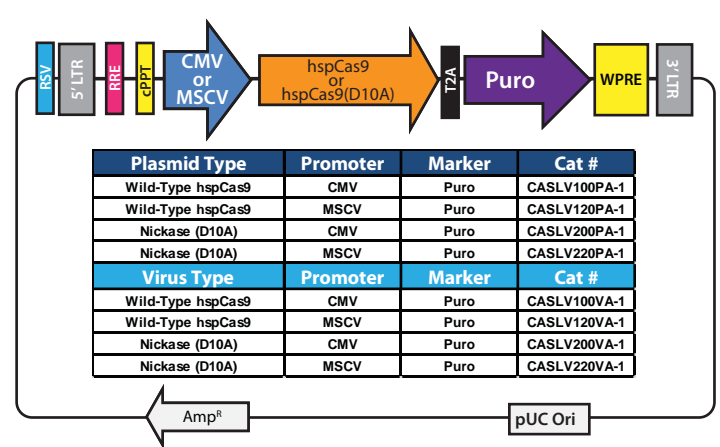 RSV
5' LTR
RRE
cPPT
CMV
or
MSCV
hspCas9
or
hspCas9(D10A)
T2A
Puro
WPRE
3' LTR
Plasmid Type Promoter Marker Cat #
Wild-Type hspCas9 CMV Puro CASLV100PA-1
Wild-Type hspCas9 MSCV Puro CASLV120PA-1
Nickase (D10A) CMV Puro CASLV200PA-1
Nickase (D10A) MSCV Puro CASLV220PA-1
Virus Type Promoter Marker Cat #
Wild-Type hspCas9 CMV Puro CASLV100VA-1
Wild-Type hspCas9 MSCV Puro CASLV120VA-1
Nickase (D10A) CMV Puro CASLV200VA-1
Nickase (D10A) MSCV Puro CASLV220VA-1
Ampᴿ
pUC Ori